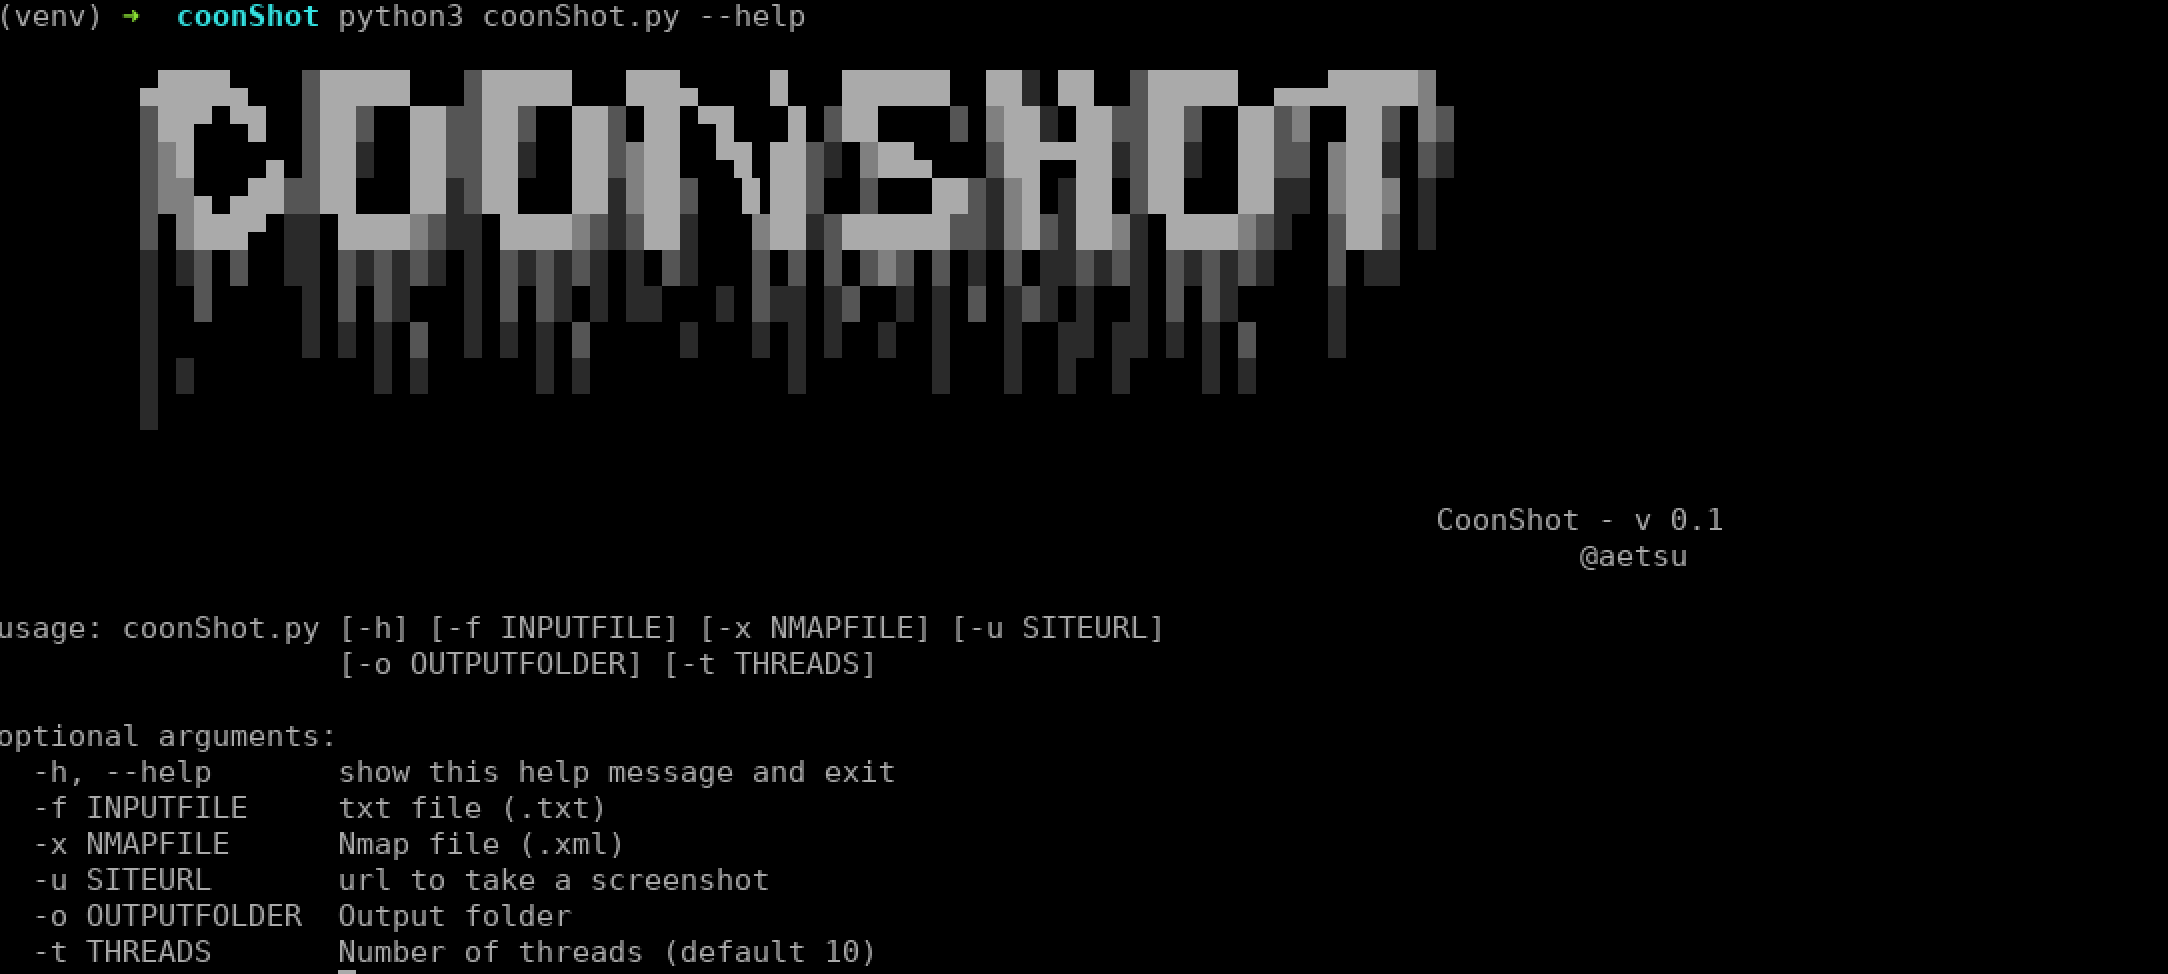 (venv) ➜  coonShot python3 coonShot.py --help
COONSHOT
CoonShot - v 0.1
@aetsu
usage: coonShot.py [-h] [-f INPUTFILE] [-x NMAPFILE] [-u SITEURL]
[-o OUTPUTFOLDER] [-t THREADS]
optional arguments:
-h, --help       show this help message and exit
-f INPUTFILE     txt file (.txt)
-x NMAPFILE      Nmap file (.xml)
-u SITEURL       url to take a screenshot
-o OUTPUTFOLDER  Output folder
-t THREADS       Number of threads (default 10)